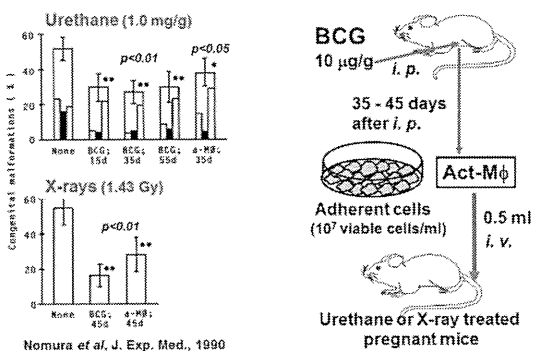 Urethane (1.0 mg/g)
Congenital malformations ( % )
60
40
20
0
p<0.01
p<0.05
**
**
**
*
None
BCG; 15d
BCG; 35d
BCG; 55d
a-MØ; 35d
X-rays (1.43 Gy)
60
40
20
0
p<0.01
**
**
None
BCG; 45d
a-MØ; 45d
Nomura et al, J. Exp. Med., 1990
BCG
10 µg/g
i. p.
35 - 45 days
after i. p.
Act-Mϕ
Adherent cells
(10⁷ viable cells/ml)
0.5 ml
i. v.
Urethane or X-ray treated
pregnant mice